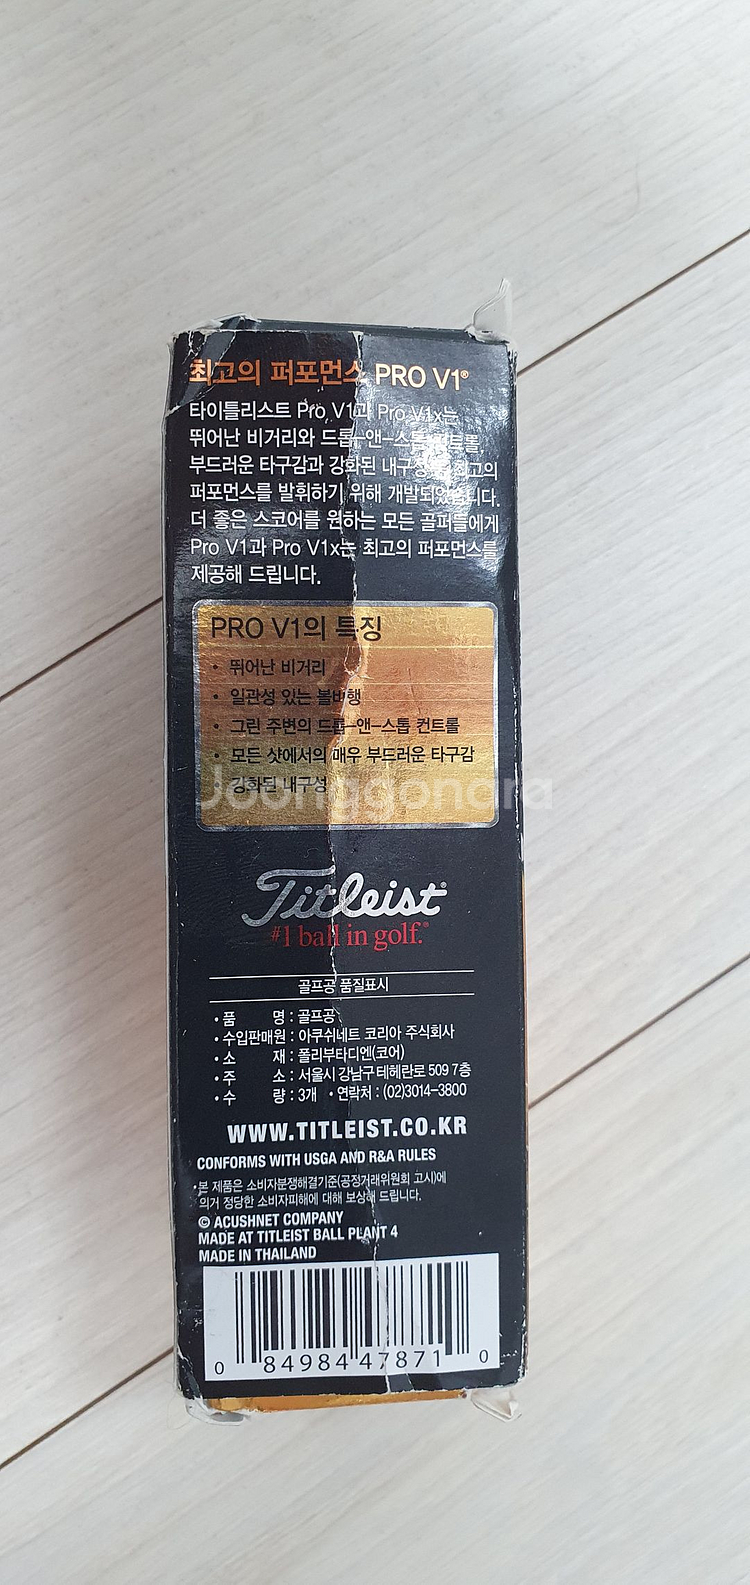 최고의 퍼포먼스 PRO V1®
타이틀리스트 Pro V1과 Pro V1x는
뛰어난 비거리와 드롭-앤-스톱 컨트롤
부드러운 타구감과 강화된 내구성 최고의
퍼포먼스를 발휘하기 위해 개발되었습니다.
더 좋은 스코어를 원하는 모든 골퍼들에게
Pro V1과 Pro V1x는 최고의 퍼포먼스를
제공해 드립니다.
PRO V1의 특징
• 뛰어난 비거리
• 일관성 있는 볼비행
• 그린 주변의 드롭-앤-스톱 컨트롤
• 모든 샷에서의 매우 부드러운 타구감
강화된 내구성
Joonggonara
Titleist®
#1 ball in golf.®
골프공 품질표시
• 품 명 : 골프공
• 수입판매원 : 아쿠쉬네트 코리아 주식회사
• 소 재 : 폴리부타디엔(코어)
• 주 소 : 서울시 강남구 테헤란로 509 7층
• 수 량 : 3개 • 연락처 : (02)3014-3800
WWW.TITLEIST.CO.KR
CONFORMS WITH USGA AND R&A RULES
• 본 제품은 소비자분쟁해결기준(공정거래위원회 고시)에
의거 정당한 소비자피해에 대해 보상해 드립니다.
© ACUSHNET COMPANY
MADE AT TITLEIST BALL PLANT 4
MADE IN THAILAND
0 84984 47871 0